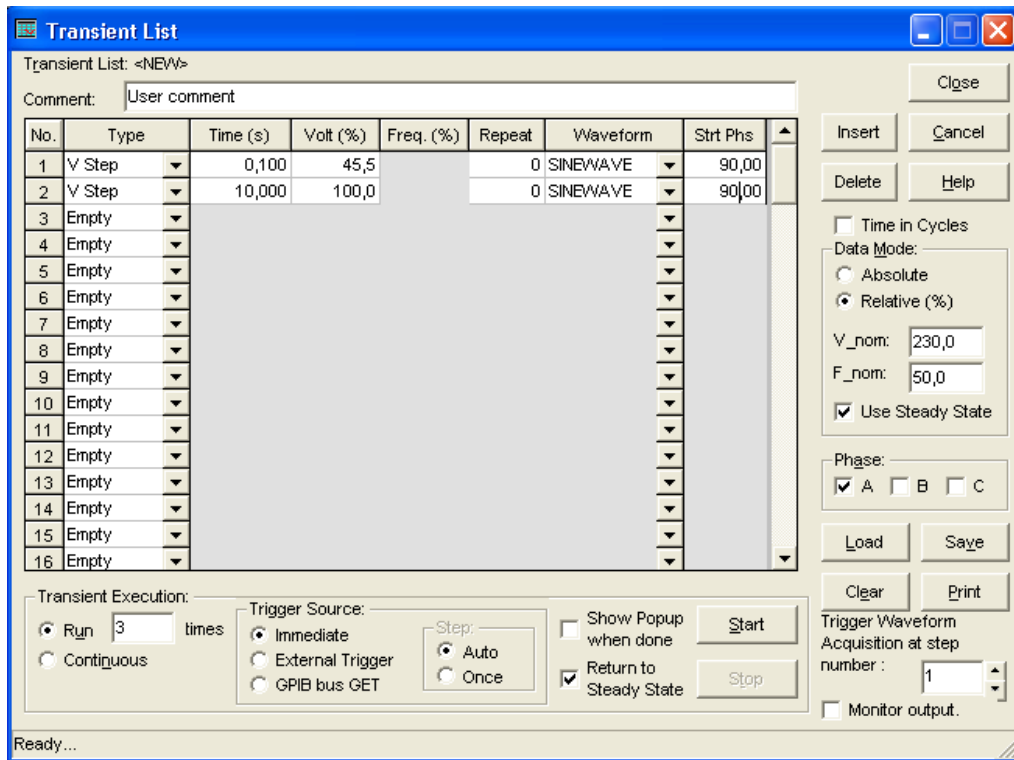 Transient List
Transient List: <NEW>
Comment: User comment
Close
No. Type Time (s) Volt (%) Freq. (%) Repeat Waveform Strt Phs
Insert Cancel
1 V Step 0,100 45,5 0 SINEWAVE 90,00
2 V Step 10,000 100,0 0 SINEWAVE 90,00
Delete Help
3 Empty
4 Empty
5 Empty
6 Empty
7 Empty
8 Empty
9 Empty
10 Empty
11 Empty
12 Empty
13 Empty
14 Empty
15 Empty
16 Empty
Time in Cycles
Data Mode:
Absolute
Relative (%)
V_nom: 230,0
F_nom: 50,0
Use Steady State
Phase:
A B C
Load Save
Clear Print
Transient Execution:
Run 3 times
Continuous
Trigger Source:
Immediate
External Trigger
GPIB bus GET
Step:
Auto
Once
Show Popup
when done
Return to
Steady State
Start
Stop
Trigger Waveform
Acquisition at step
number : 1
Monitor output.
Ready...